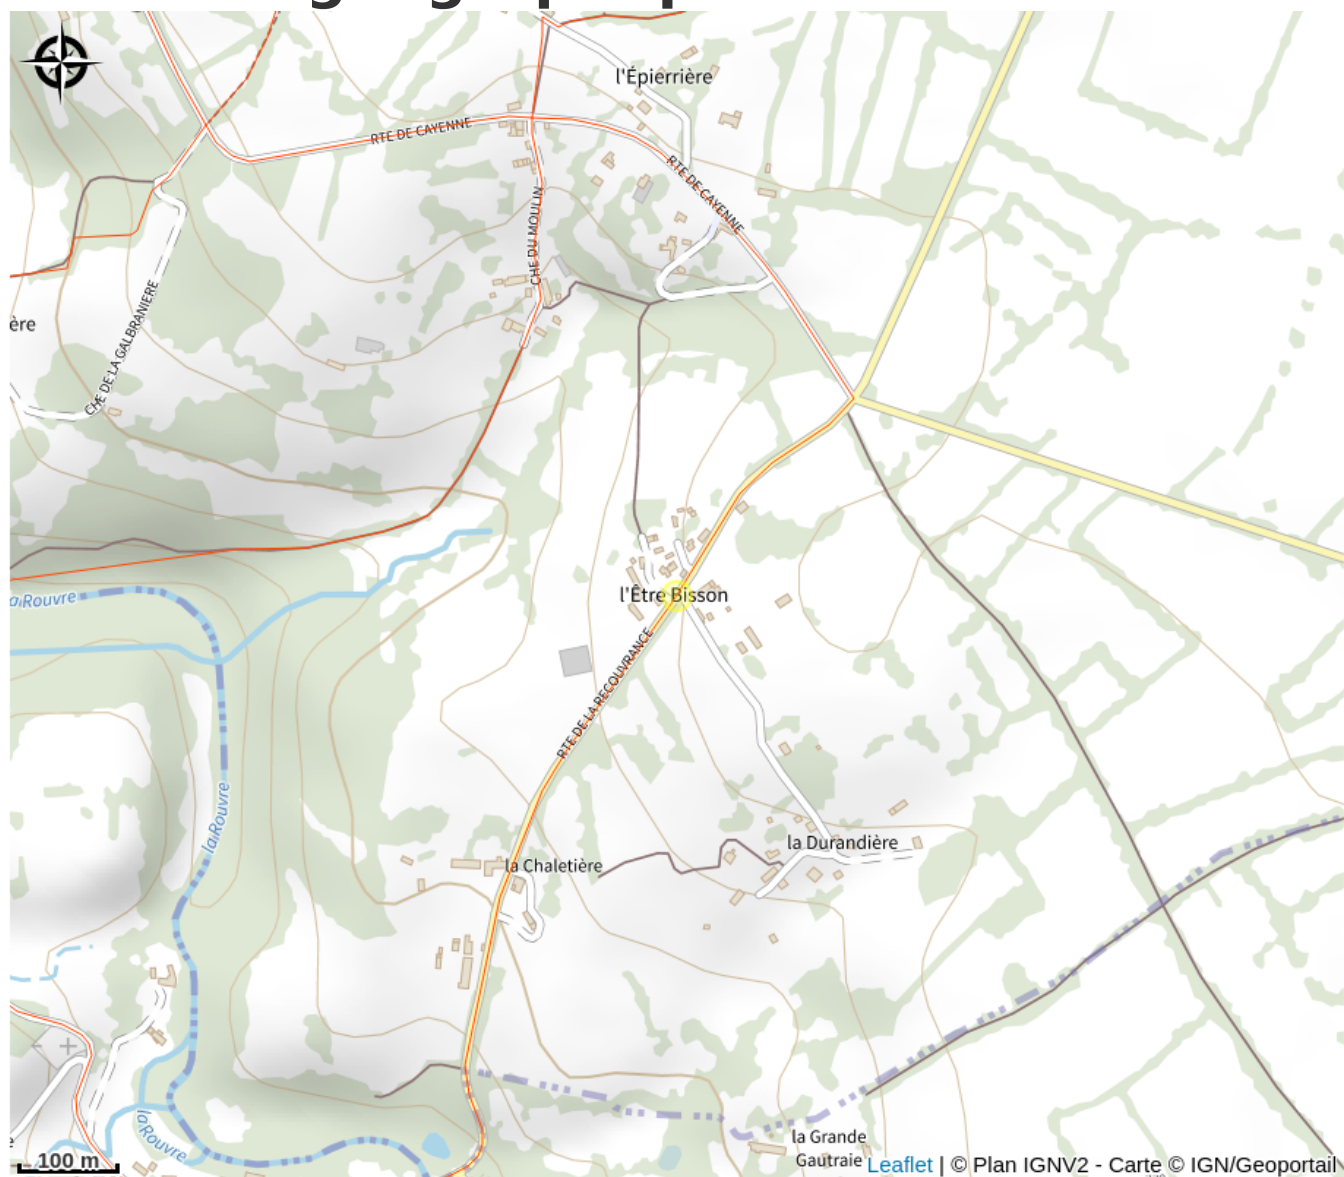 l'Épierrière
RTE DE CAYENNE
RTE DE CAYENNE
CHE DU MOULIN
ère
CHE DE LA GALBRANIERE
l'Être Bisson
la Rouvre
RTE DE LA RECOUVRANCE
la Rouvre
la Durandière
la Chaletière
la Rouvre
la Grande
Gautraie
100 m
Leaflet | © Plan IGNV2 - Carte © IGN/Geoportail